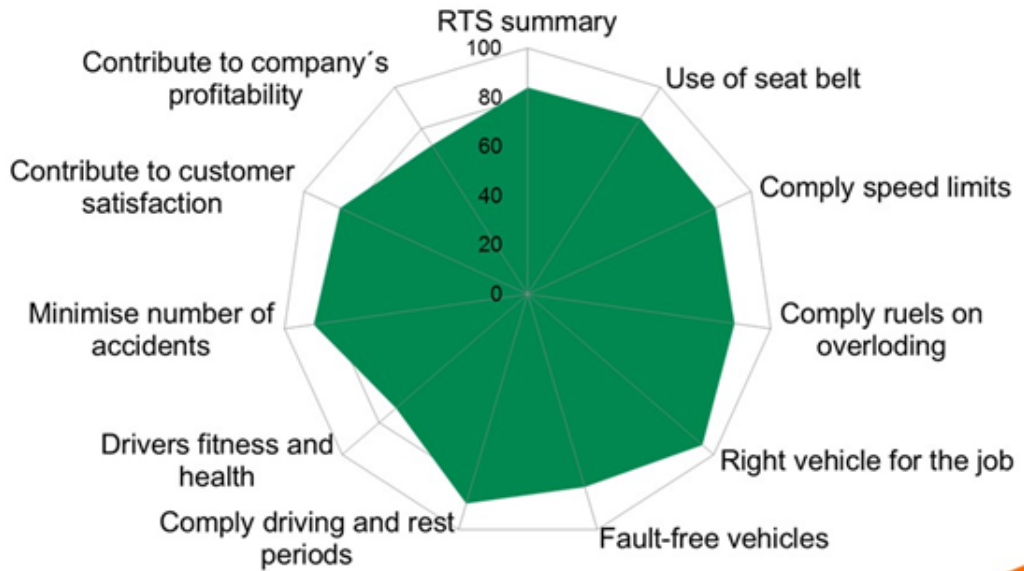 RTS summary
100
80
60
40
20
0
Use of seat belt
Comply speed limits
Comply ruels on
overloding
Right vehicle for the job
Fault-free vehicles
Comply driving and rest
periods
Drivers fitness and
health
Minimise number of
accidents
Contribute to customer
satisfaction
Contribute to company´s
profitability